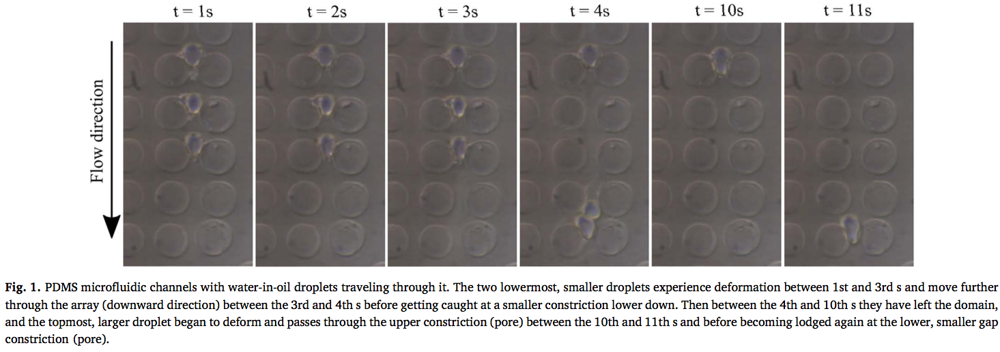 t = 1s
t = 2s
t = 3s
t = 4s
t = 10s
t = 11s
Flow direction
Fig. 1. PDMS microfluidic channels with water-in-oil droplets traveling through it. The two lowermost, smaller droplets experience deformation between 1st and 3rd s and move further
through the array (downward direction) between the 3rd and 4th s before getting caught at a smaller constriction lower down. Then between the 4th and 10th s they have left the domain,
and the topmost, larger droplet began to deform and passes through the upper constriction (pore) between the 10th and 11th s and before becoming lodged again at the lower, smaller gap
constriction (pore).